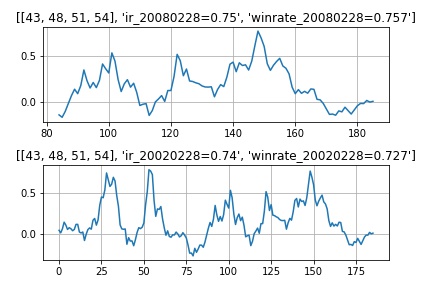 [[43, 48, 51, 54], 'ir_20080228=0.75', 'winrate_20080228=0.757']
0.5
0.0
80 100 120 140 160 180
[[43, 48, 51, 54], 'ir_20020228=0.74', 'winrate_20020228=0.727']
0.5
0.0
0 25 50 75 100 125 150 175